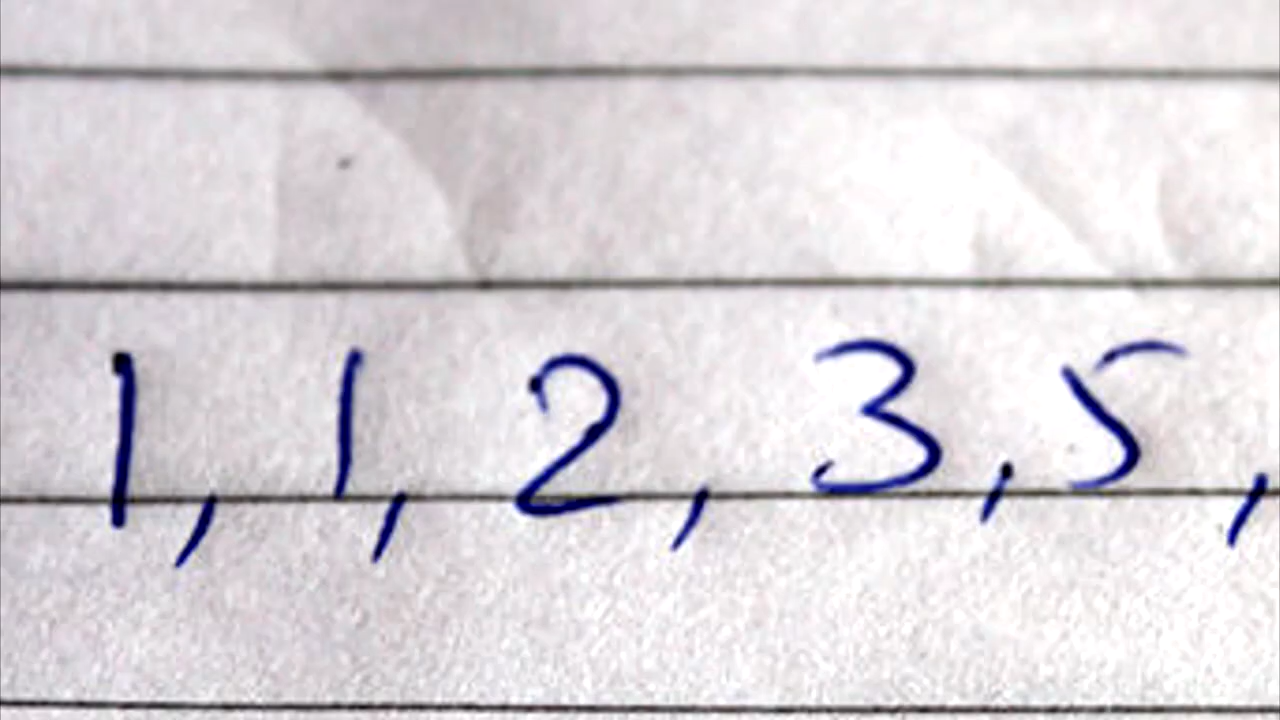 1, 1, 2, 3, 5,